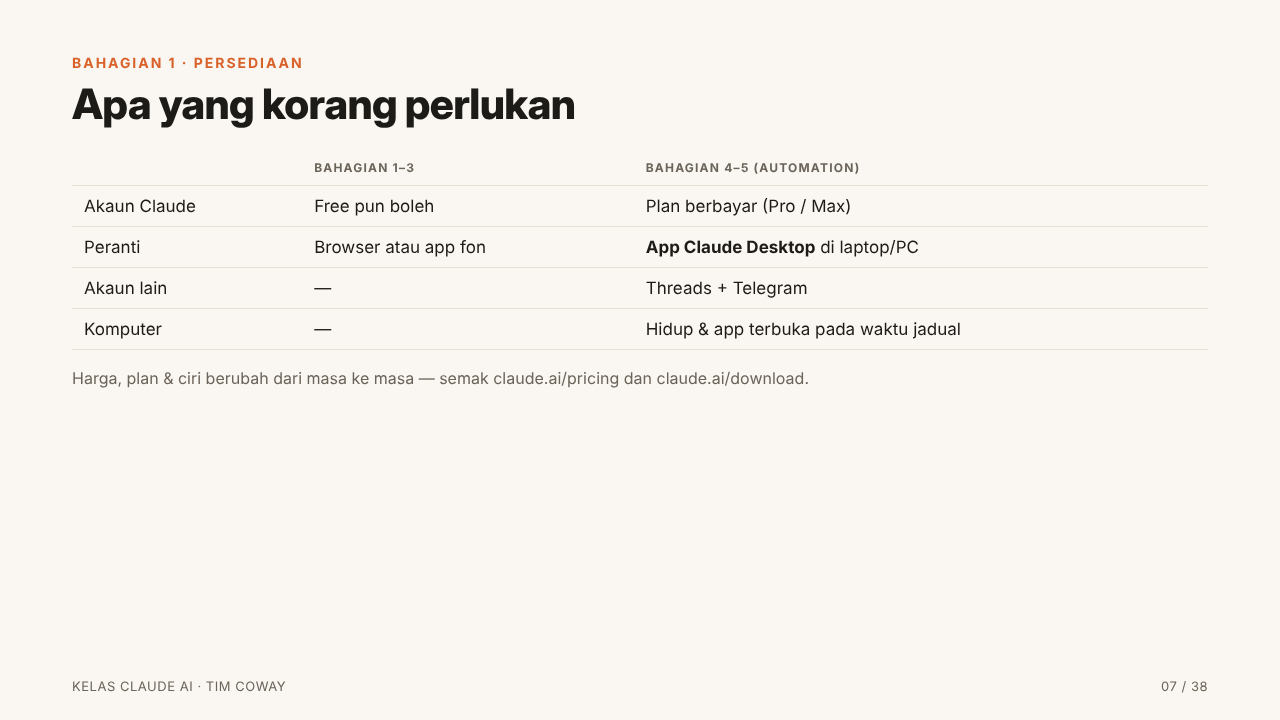 BAHAGIAN 1 · PERSEDIAAN
Apa yang korang perlukan
BAHAGIAN 1–3 BAHAGIAN 4–5 (AUTOMATION)
Akaun Claude Free pun boleh Plan berbayar (Pro / Max)
Peranti Browser atau app fon App Claude Desktop di laptop/PC
Akaun lain — Threads + Telegram
Komputer — Hidup & app terbuka pada waktu jadual
Harga, plan & ciri berubah dari masa ke masa — semak claude.ai/pricing dan claude.ai/download.
KELAS CLAUDE AI · TIM COWAY 07 / 38